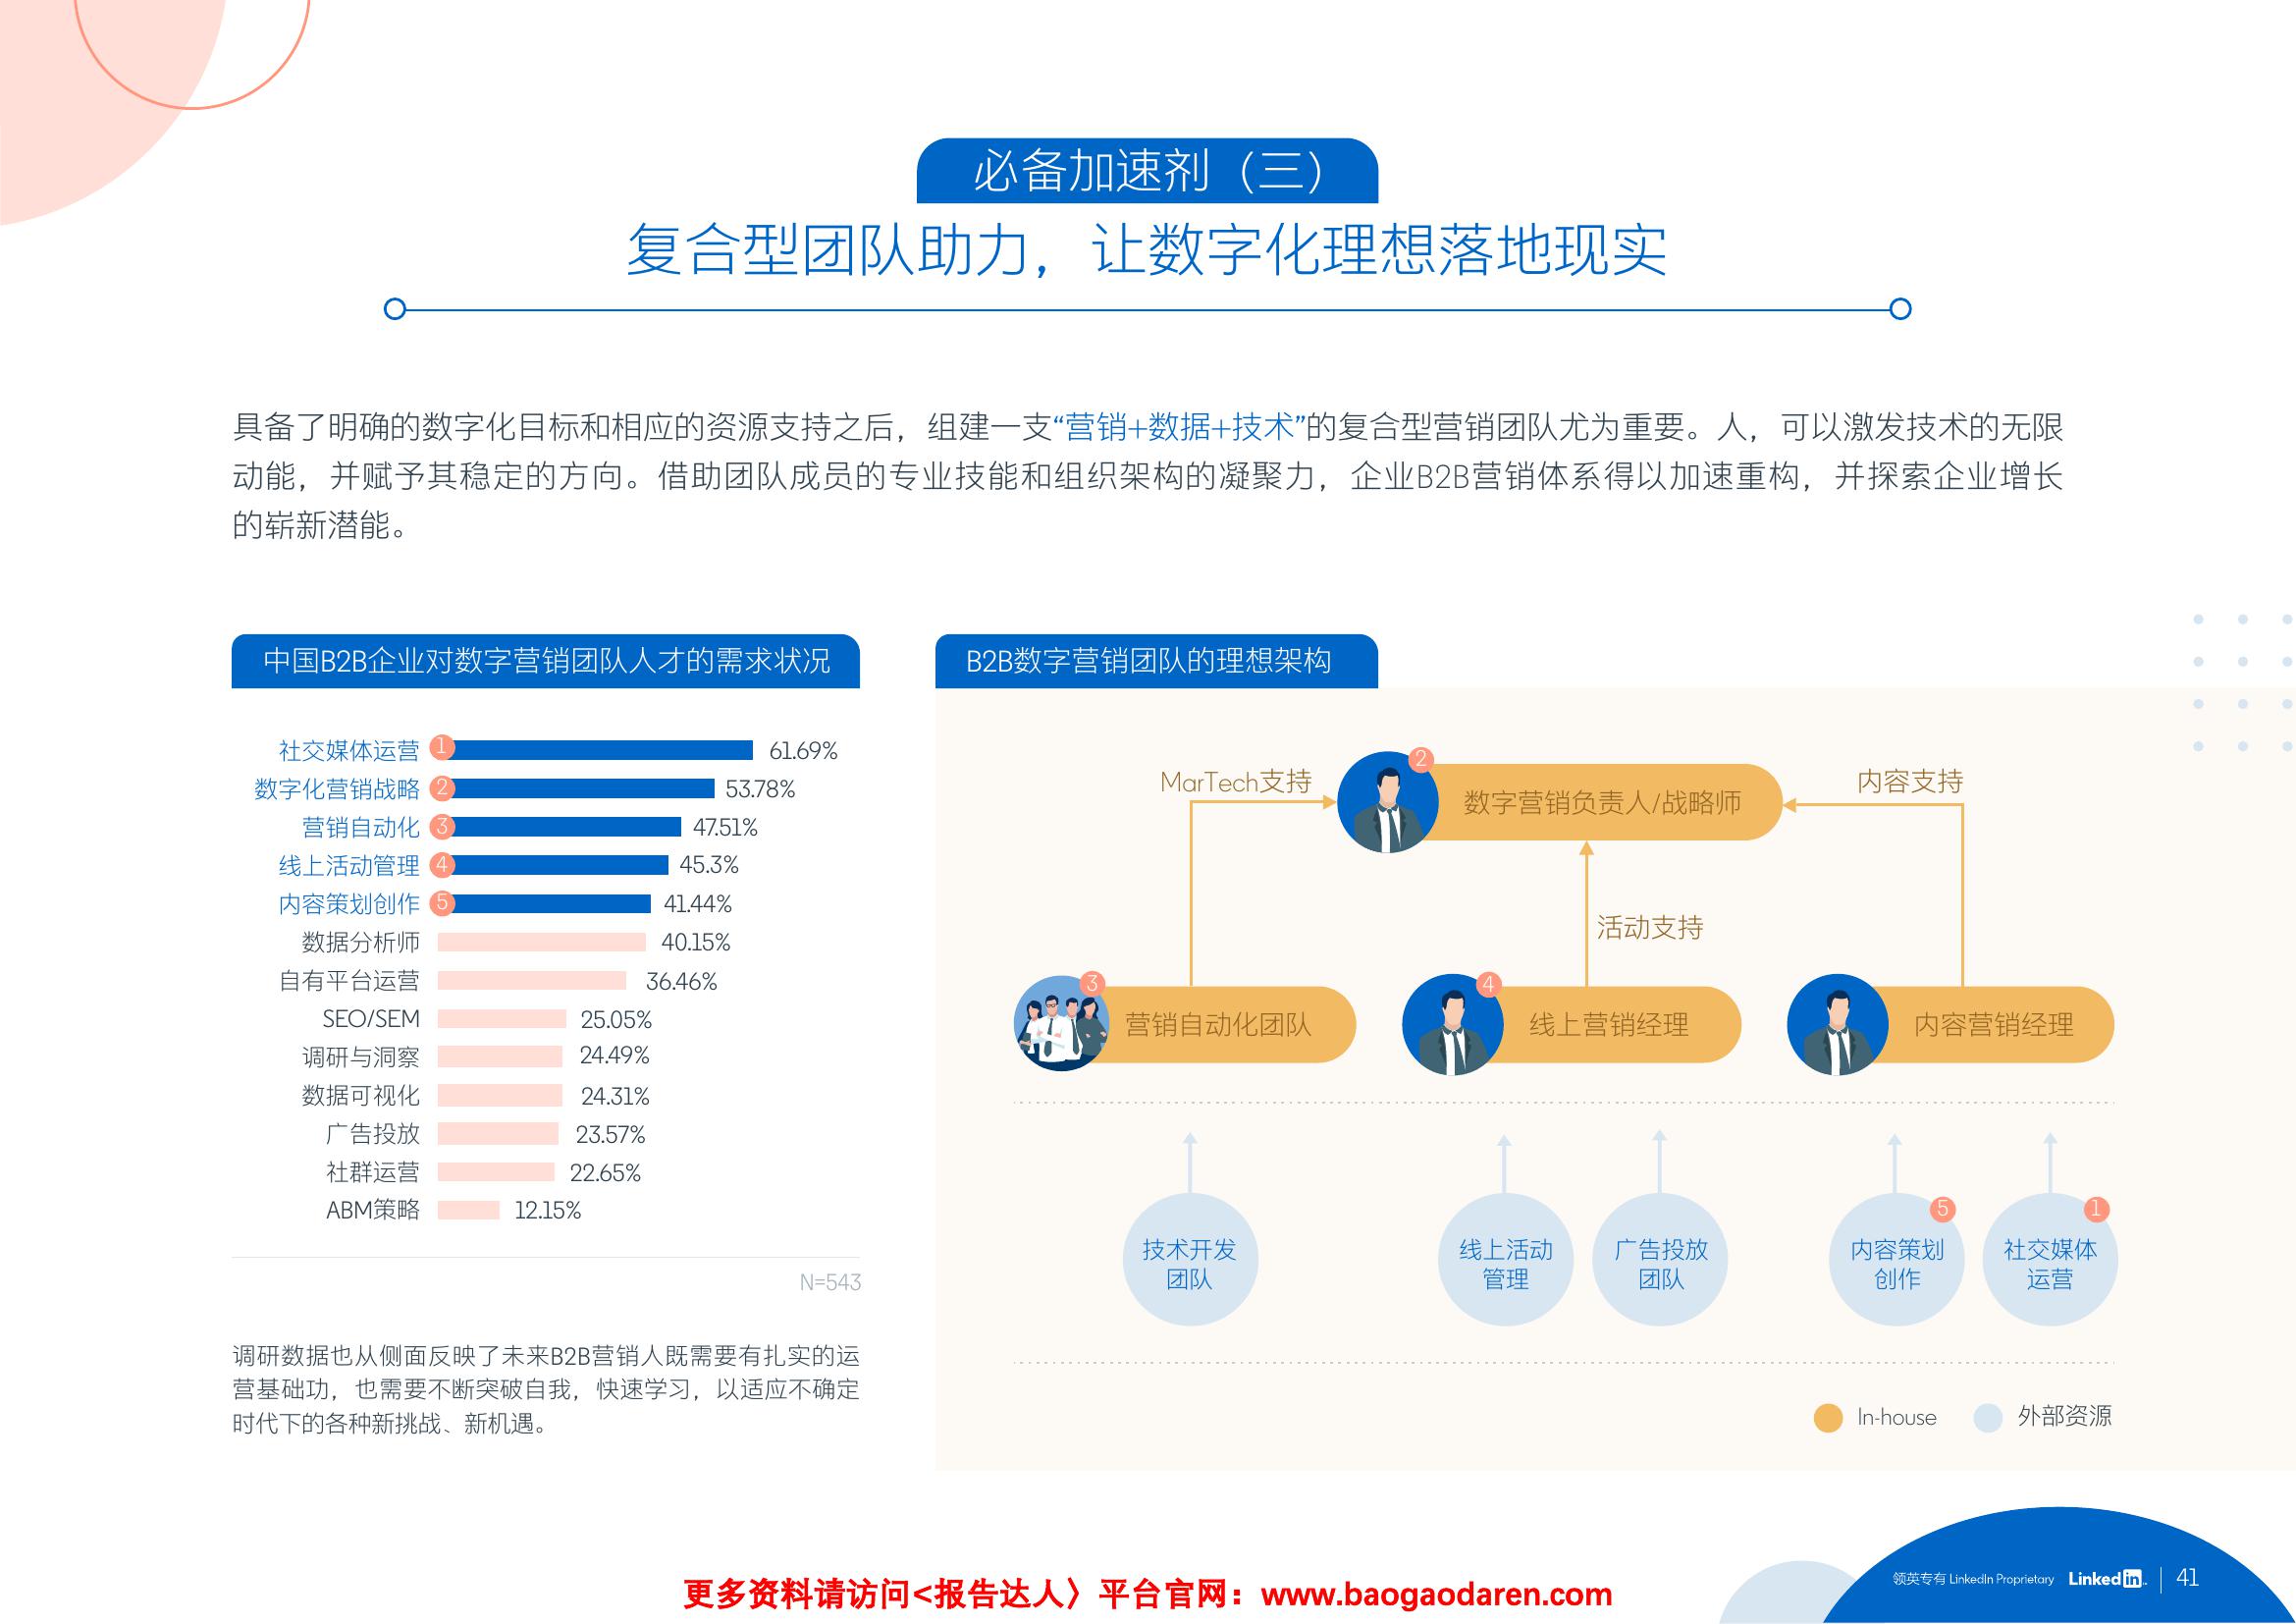 必备加速剂（三）
复合型团队助力，让数字化理想落地现实
具备了明确的数字化目标和相应的资源支持之后，组建一支“营销+数据+技术”的复合型营销团队尤为重要。人，可以激发技术的无限
动能，并赋予其稳定的方向。借助团队成员的专业技能和组织架构的凝聚力，企业B2B营销体系得以加速重构，并探索企业增长
的崭新潜能。
中国B2B企业对数字营销团队人才的需求状况
社交媒体运营 1 61.69%
数字化营销战略 2 53.78%
营销自动化 3 47.51%
线上活动管理 4 45.3%
内容策划创作 5 41.44%
数据分析师 40.15%
自有平台运营 36.46%
SEO/SEM 25.05%
调研与洞察 24.49%
数据可视化 24.31%
广告投放 23.57%
社群运营 22.65%
ABM策略 12.15%
N=543
调研数据也从侧面反映了未来B2B营销人既需要有扎实的运
营基础功，也需要不断突破自我，快速学习，以适应不确定
时代下的各种新挑战、新机遇。
B2B数字营销团队的理想架构
2
MarTech支持
数字营销负责人/战略师
内容支持
活动支持
3
营销自动化团队
4
线上营销经理
内容营销经理
技术开发
团队
线上活动
管理
广告投放
团队
5
内容策划
创作
1
社交媒体
运营
In-house
外部资源
更多资料请访问<报告达人〉平台官网：www.baogaodaren.com
领英专有 LinkedIn Proprietary LinkedIn 41